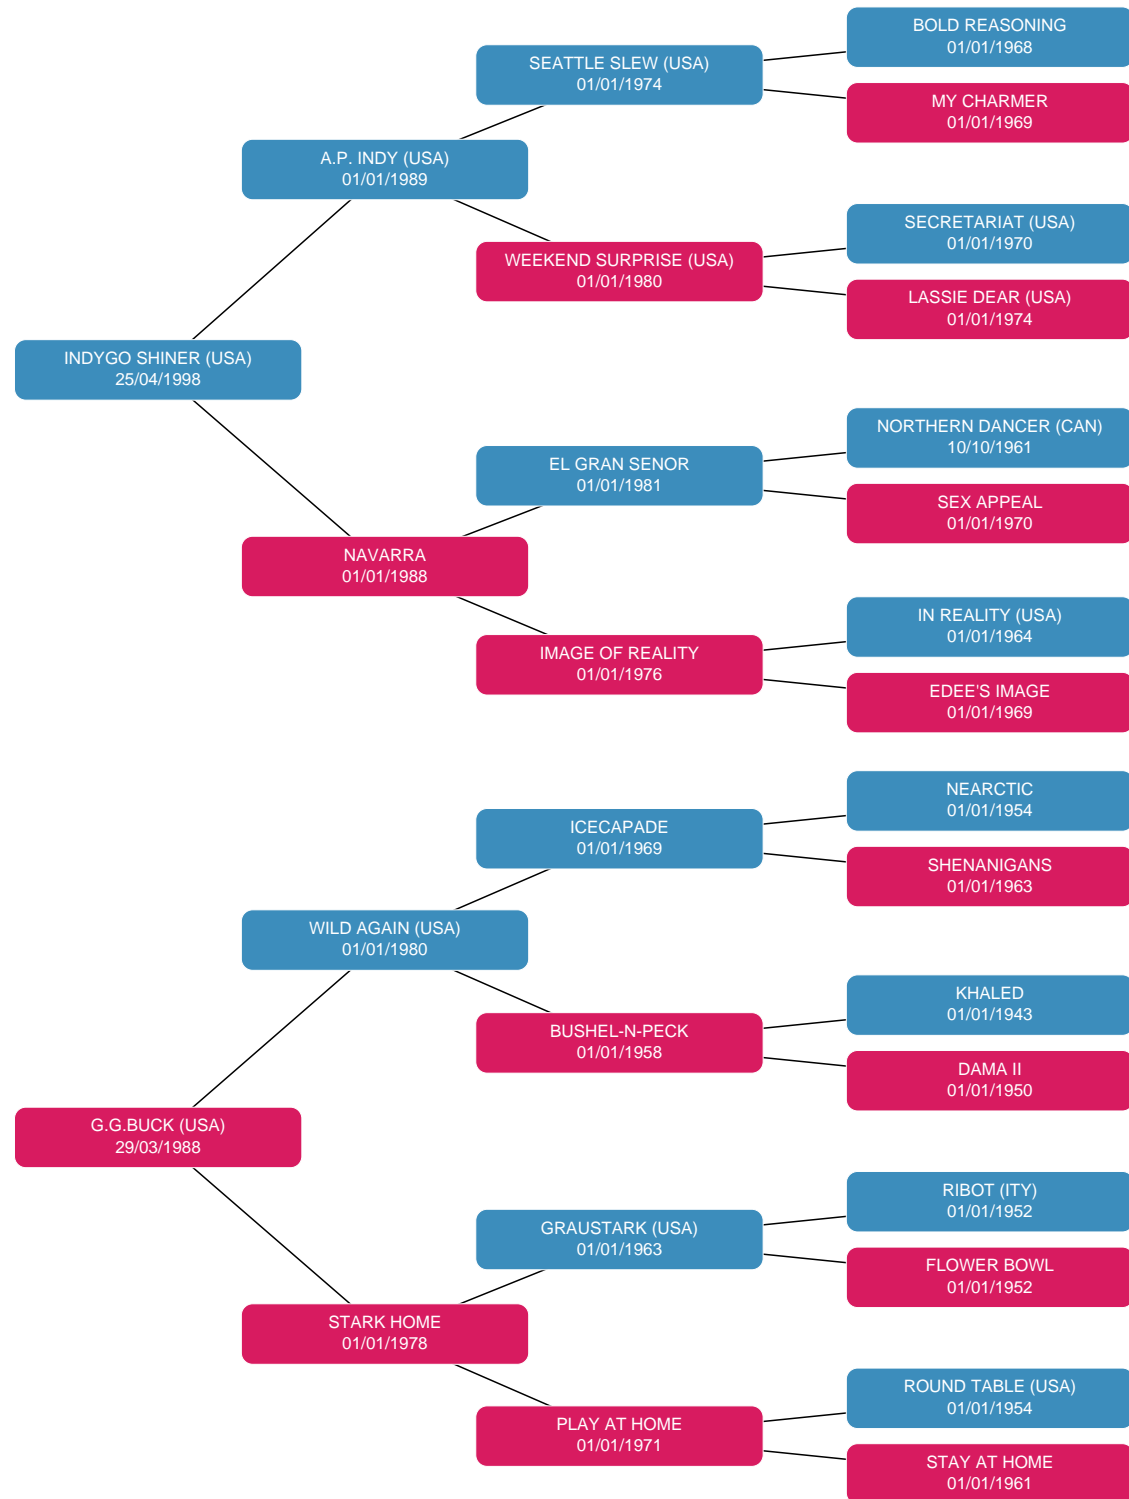 BOLD REASONING
01/01/1968
SEATTLE SLEW (USA)
01/01/1974
MY CHARMER
01/01/1969
A.P. INDY (USA)
01/01/1989
SECRETARIAT (USA)
01/01/1970
WEEKEND SURPRISE (USA)
01/01/1980
LASSIE DEAR (USA)
01/01/1974
INDYGO SHINER (USA)
25/04/1998
NORTHERN DANCER (CAN)
10/10/1961
EL GRAN SENOR
01/01/1981
SEX APPEAL
01/01/1970
NAVARRA
01/01/1988
IN REALITY (USA)
01/01/1964
IMAGE OF REALITY
01/01/1976
EDEE'S IMAGE
01/01/1969
NEARCTIC
01/01/1954
ICECAPADE
01/01/1969
SHENANIGANS
01/01/1963
WILD AGAIN (USA)
01/01/1980
KHALED
01/01/1943
BUSHEL-N-PECK
01/01/1958
DAMA II
01/01/1950
G.G.BUCK (USA)
29/03/1988
RIBOT (ITY)
01/01/1952
GRAUSTARK (USA)
01/01/1963
FLOWER BOWL
01/01/1952
STARK HOME
01/01/1978
ROUND TABLE (USA)
01/01/1954
PLAY AT HOME
01/01/1971
STAY AT HOME
01/01/1961